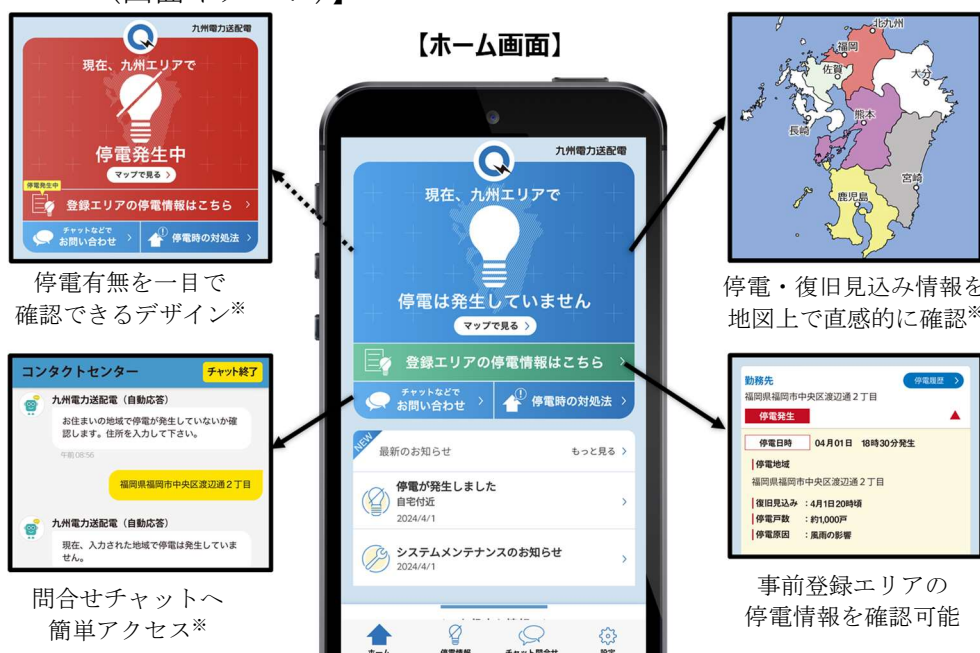 【ホーム画面】
九州電力送配電
現在、九州エリアで
停電発生中
マップで見る
停電発生中
登録エリアの停電情報はこちら
チャットなどで
お問い合わせ
停電時の対処法
停電有無を一目で
確認できるデザイン※
コンタクトセンター
チャット終了
九州電力送配電（自動応答）
お住まいの地域で停電が発生していないか確
認します。住所を入力して下さい。
午前08:56
福岡県福岡市中央区渡辺通２丁目
九州電力送配電（自動応答）
現在、入力された地域で停電は発生していま
せん。
問合せチャットへ
簡単アクセス※
九州電力送配電
現在、九州エリアで
停電は発生していません
マップで見る
登録エリアの停電情報はこちら
チャットなどで
お問い合わせ
停電時の対処法
NEW
最新のお知らせ
もっと見る
停電が発生しました
自宅付近
2024/4/1
システムメンテナンスのお知らせ
2024/4/1
ホーム
停電情報
チャット問合せ
設定
北九州
福岡
佐賀
大分
長崎
熊本
宮崎
鹿児島
停電・復旧見込み情報を
地図上で直感的に確認※
勤務先
停電履歴
福岡県福岡市中央区渡辺通２丁目
停電発生
停電日時
04月01日 18時30分発生
停電地域
福岡県福岡市中央区渡辺通２丁目
復旧見込み ：4月1日20時頃
停電戸数 ：約1,000戸
停電原因 ：風雨の影響
事前登録エリアの
停電情報を確認可能